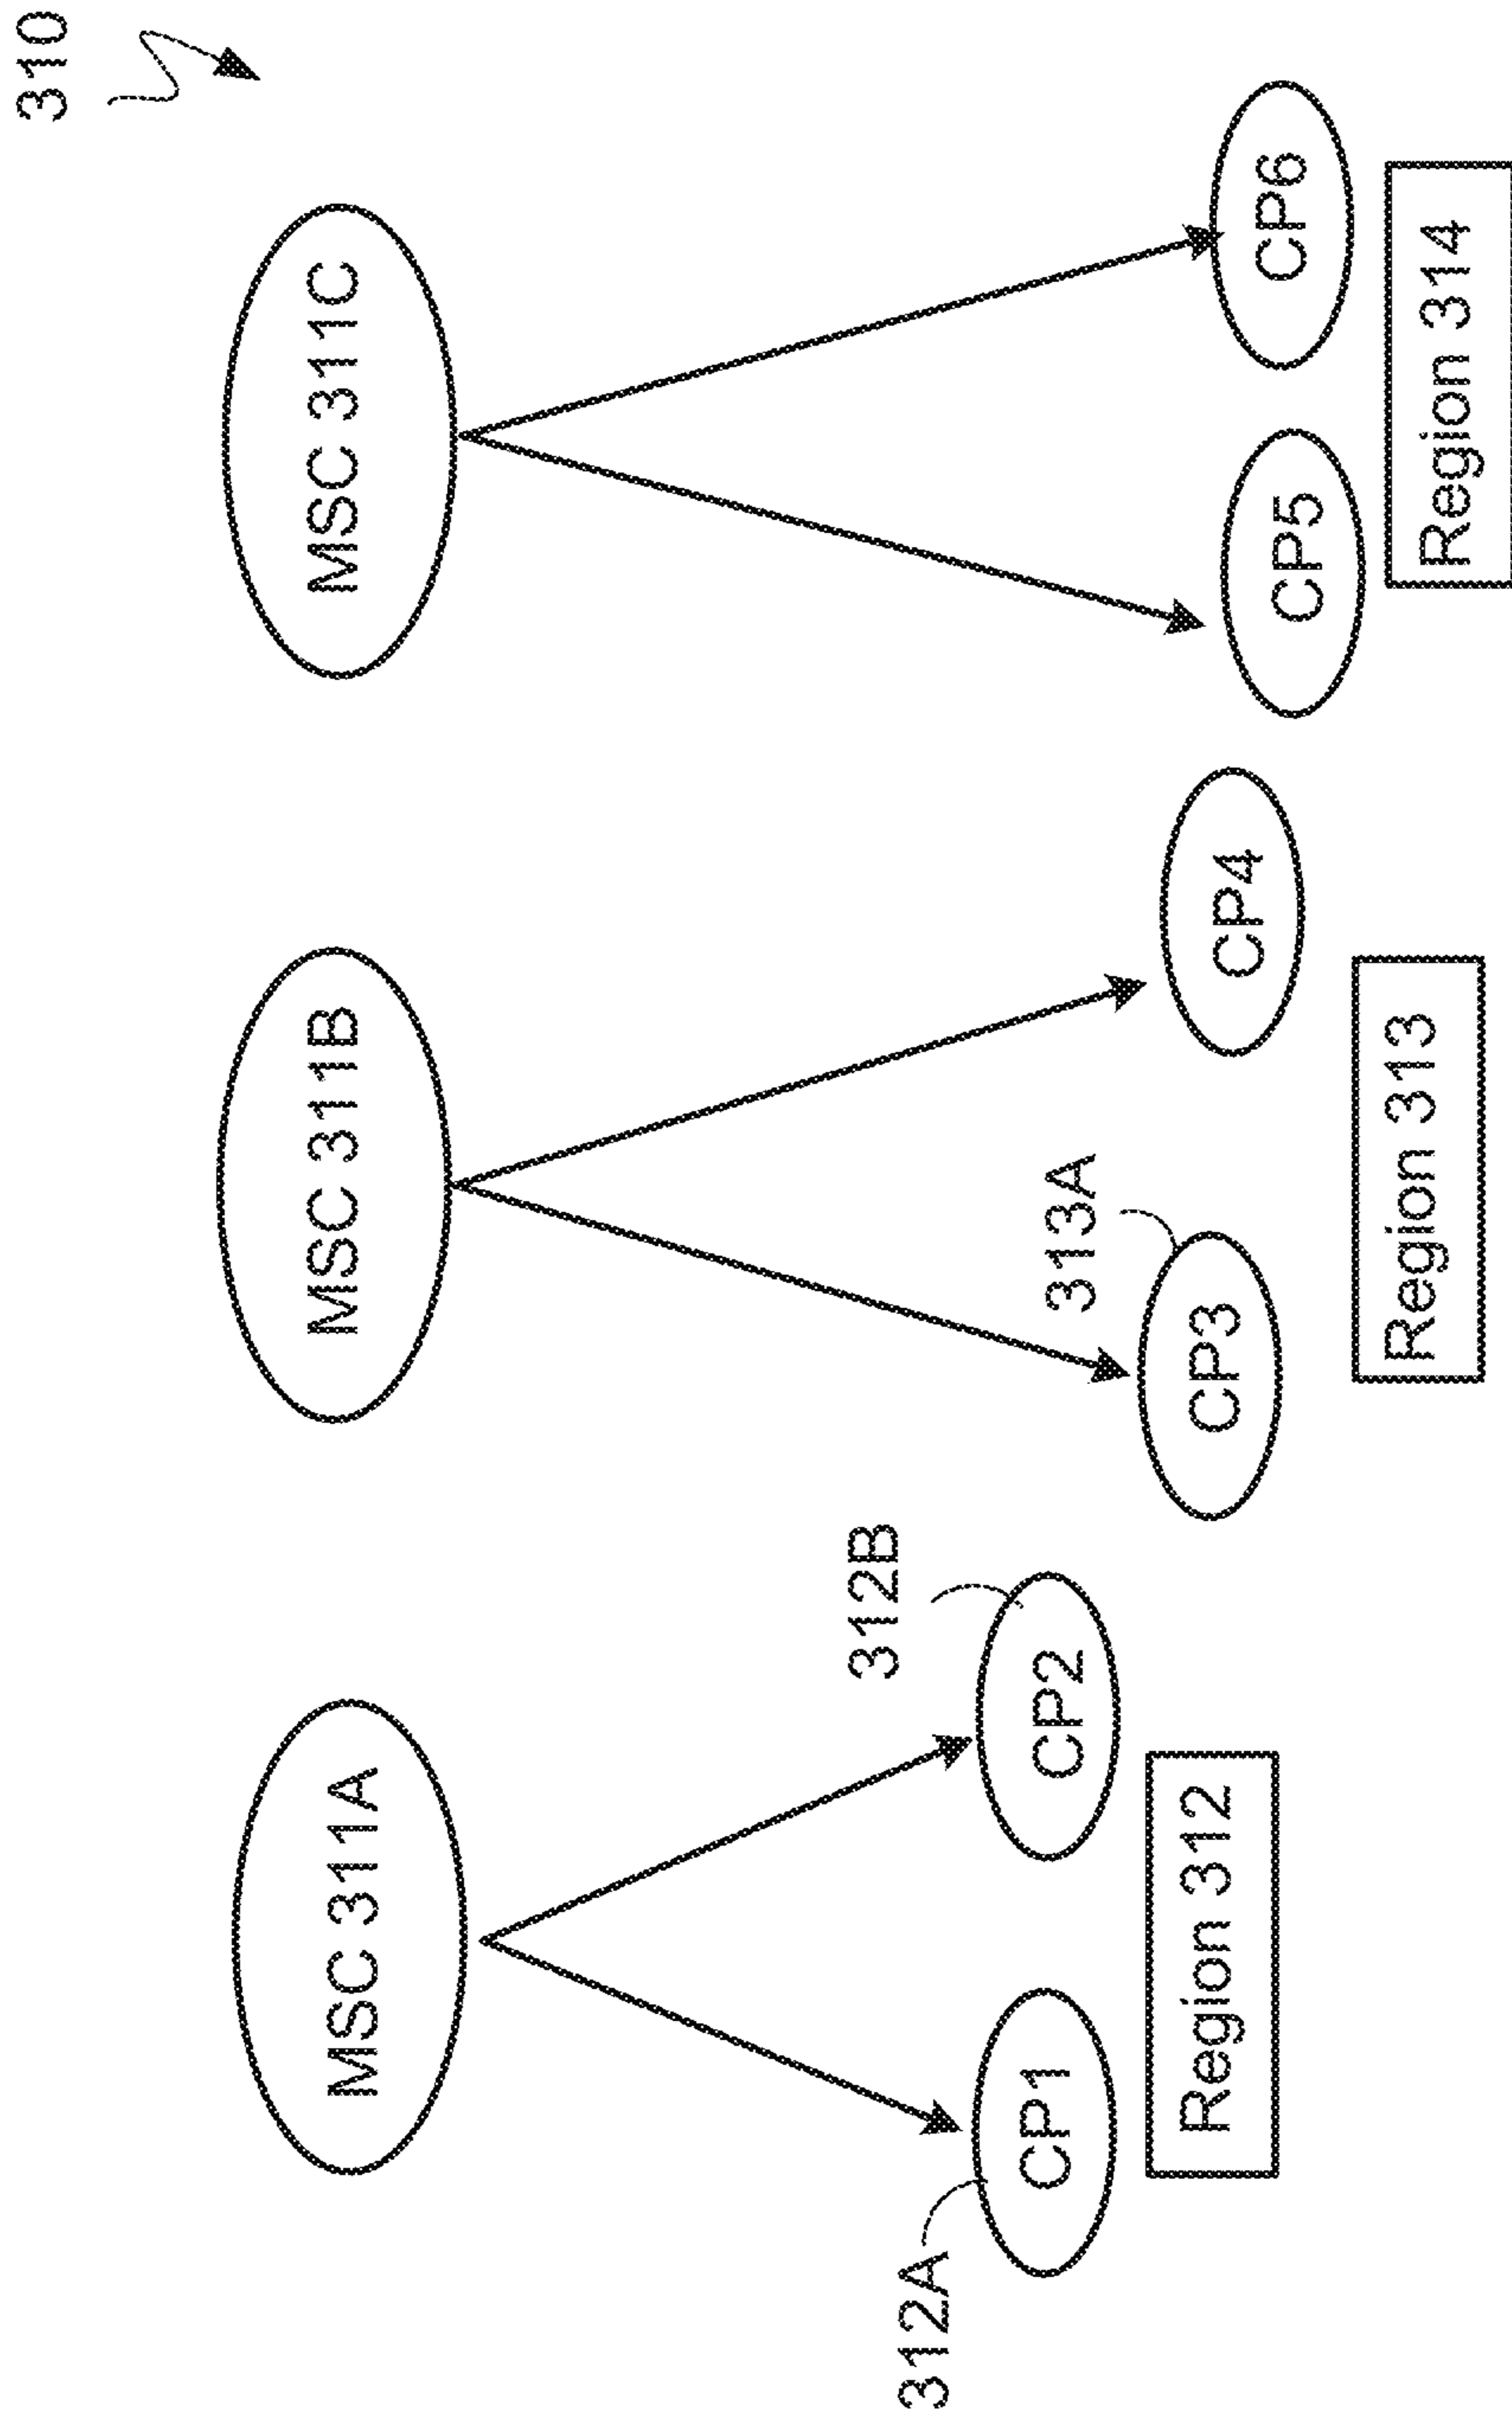 310
MSC 311A
MSC 311B
MSC 311C
312A
CP1
CP2
312B
CP3
313A
CP4
CP5
CP6
Region 312
Region 313
Region 314